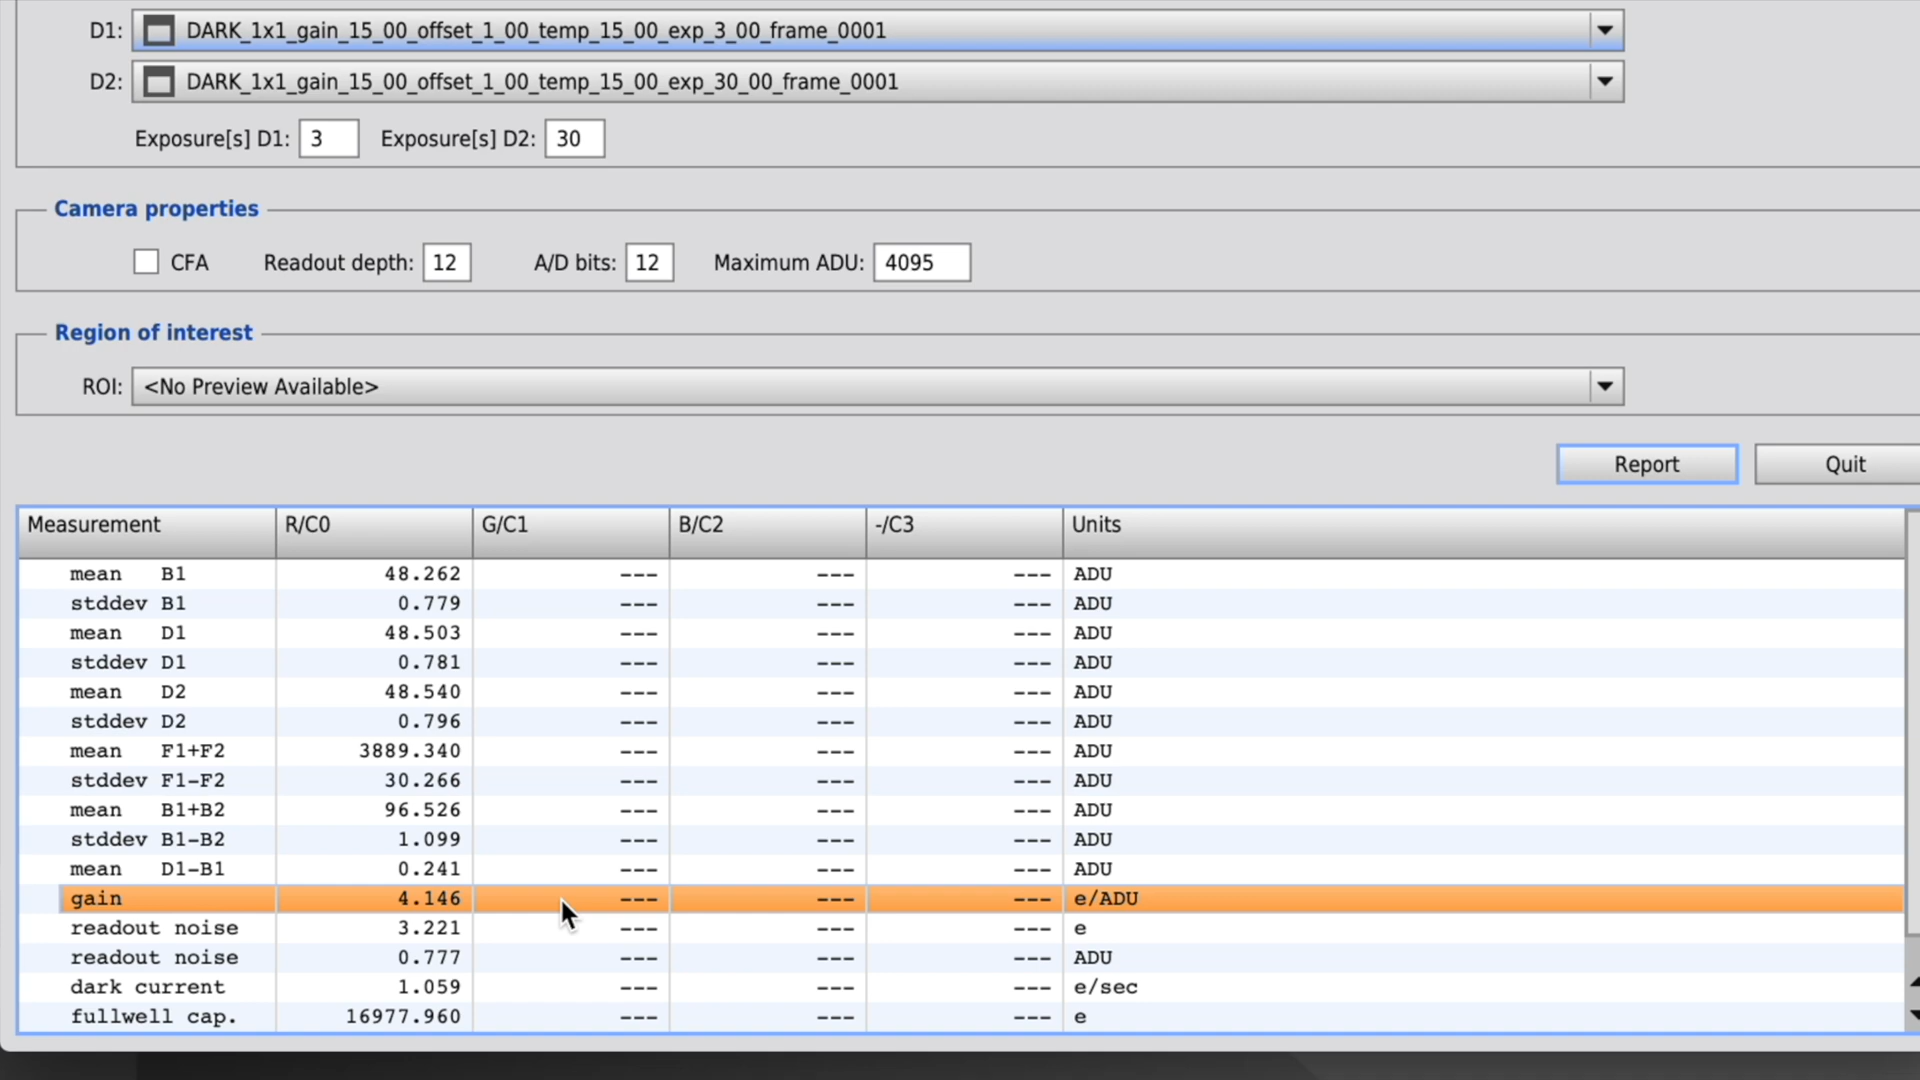 D1: DARK_1x1_gain_15_00_offset_1_00_temp_15_00_exp_3_00_frame_0001
D2: DARK_1x1_gain_15_00_offset_1_00_temp_15_00_exp_30_00_frame_0001
Exposure[s] D1: 3 Exposure[s] D2: 30
Camera properties
CFA Readout depth: 12 A/D bits: 12 Maximum ADU: 4095
Region of interest
ROI: <No Preview Available>
Report Quit
Measurement R/C0 G/C1 B/C2 -/C3 Units
mean B1 48.262 --- --- --- ADU
stddev B1 0.779 --- --- --- ADU
mean D1 48.503 --- --- --- ADU
stddev D1 0.781 --- --- --- ADU
mean D2 48.540 --- --- --- ADU
stddev D2 0.796 --- --- --- ADU
mean F1+F2 3889.340 --- --- --- ADU
stddev F1-F2 30.266 --- --- --- ADU
mean B1+B2 96.526 --- --- --- ADU
stddev B1-B2 1.099 --- --- --- ADU
mean D1-B1 0.241 --- --- --- ADU
gain 4.146 --- --- --- e/ADU
readout noise 3.221 --- --- --- e
readout noise 0.777 --- --- --- ADU
dark current 1.059 --- --- --- e/sec
fullwell cap. 16977.960 --- --- --- e